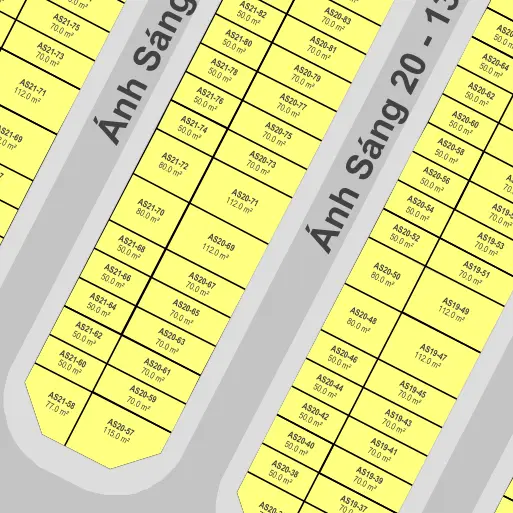 AS21-75
70.0 m²
AS21-73
70.0 m²
AS21-71
112.0 m²
AS21-69
Ánh Sáng
Ánh Sáng 20 - 15
AS21-82
50.0 m²
AS21-80
50.0 m²
AS21-78
50.0 m²
AS21-76
50.0 m²
AS21-74
50.0 m²
AS21-72
80.0 m²
AS21-70
80.0 m²
AS21-68
50.0 m²
AS21-66
50.0 m²
AS21-64
50.0 m²
AS21-62
50.0 m²
AS21-60
50.0 m²
AS21-58
77.0 m²
AS20-83
70.0 m²
AS20-81
70.0 m²
AS20-79
70.0 m²
AS20-77
70.0 m²
AS20-75
70.0 m²
AS20-73
70.0 m²
AS20-71
112.0 m²
AS20-69
112.0 m²
AS20-67
70.0 m²
AS20-65
70.0 m²
AS20-63
70.0 m²
AS20-61
70.0 m²
AS20-59
70.0 m²
AS20-57
115.0 m²
AS20-64
50.0 m²
AS20-62
50.0 m²
AS20-60
50.0 m²
AS20-58
50.0 m²
AS20-56
50.0 m²
AS20-54
50.0 m²
AS20-52
50.0 m²
AS20-50
80.0 m²
AS20-48
80.0 m²
AS20-46
50.0 m²
AS20-44
50.0 m²
AS20-42
50.0 m²
AS20-40
50.0 m²
AS20-38
50.0 m²
AS19-53
70.0 m²
AS19-51
70.0 m²
AS19-49
112.0 m²
AS19-47
112.0 m²
AS19-45
70.0 m²
AS19-43
70.0 m²
AS19-41
70.0 m²
AS19-39
70.0 m²
AS19-37
70.0 m²